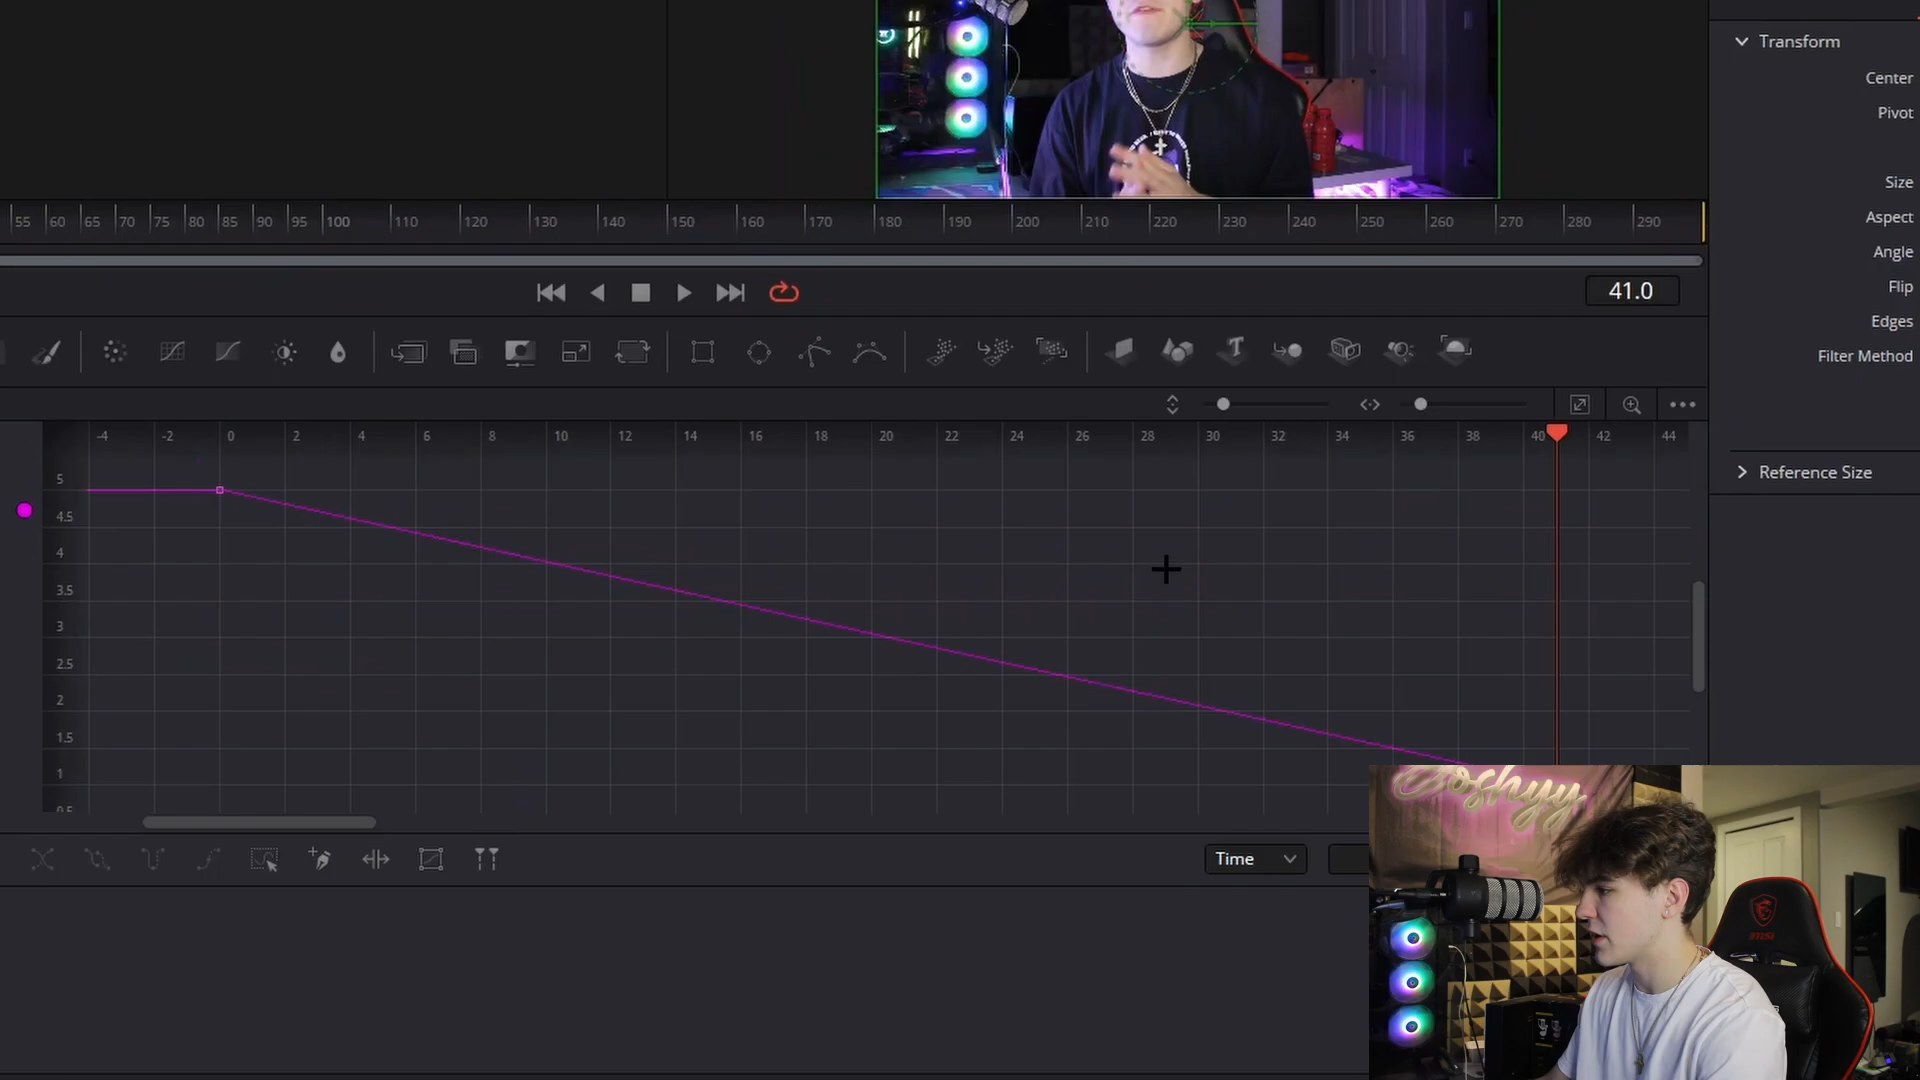 Transform
Center
Pivot
Size
Aspect
Angle
Flip
Edges
Filter Method
55 60 65 70 75 80 85 90 95 100 110 120 130 140 150 160 170 180 190 200 210 220 230 240 250 260 270 280 290
41.0
-4 -2 0 2 4 6 8 10 12 14 16 18 20 22 24 26 28 30 32 34 36 38 40 42 44
Reference Size
5
4.5
4
3.5
3
2.5
2
1.5
1
0.5
Time
Joshyy
msi